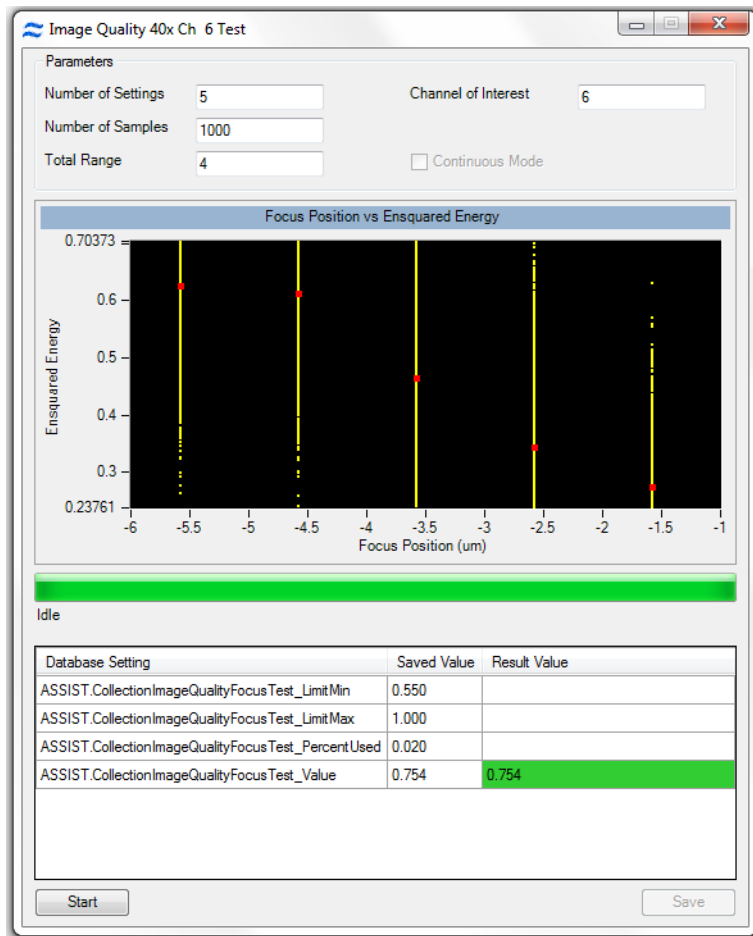 Image Quality 40x Ch 6 Test
Parameters
Number of Settings 5 Channel of Interest 6
Number of Samples 1000
Total Range 4 Continuous Mode
Focus Position vs Ensquared Energy
0.70373
0.6
0.5
0.4
0.3
0.23761
Ensquared Energy
-6 -5.5 -5 -4.5 -4 -3.5 -3 -2.5 -2 -1.5 -1
Focus Position (um)
Idle
Database Setting Saved Value Result Value
ASSIST.CollectionImageQualityFocusTest_LimitMin 0.550
ASSIST.CollectionImageQualityFocusTest_LimitMax 1.000
ASSIST.CollectionImageQualityFocusTest_PercentUsed 0.020
ASSIST.CollectionImageQualityFocusTest_Value 0.754 0.754
Start Save